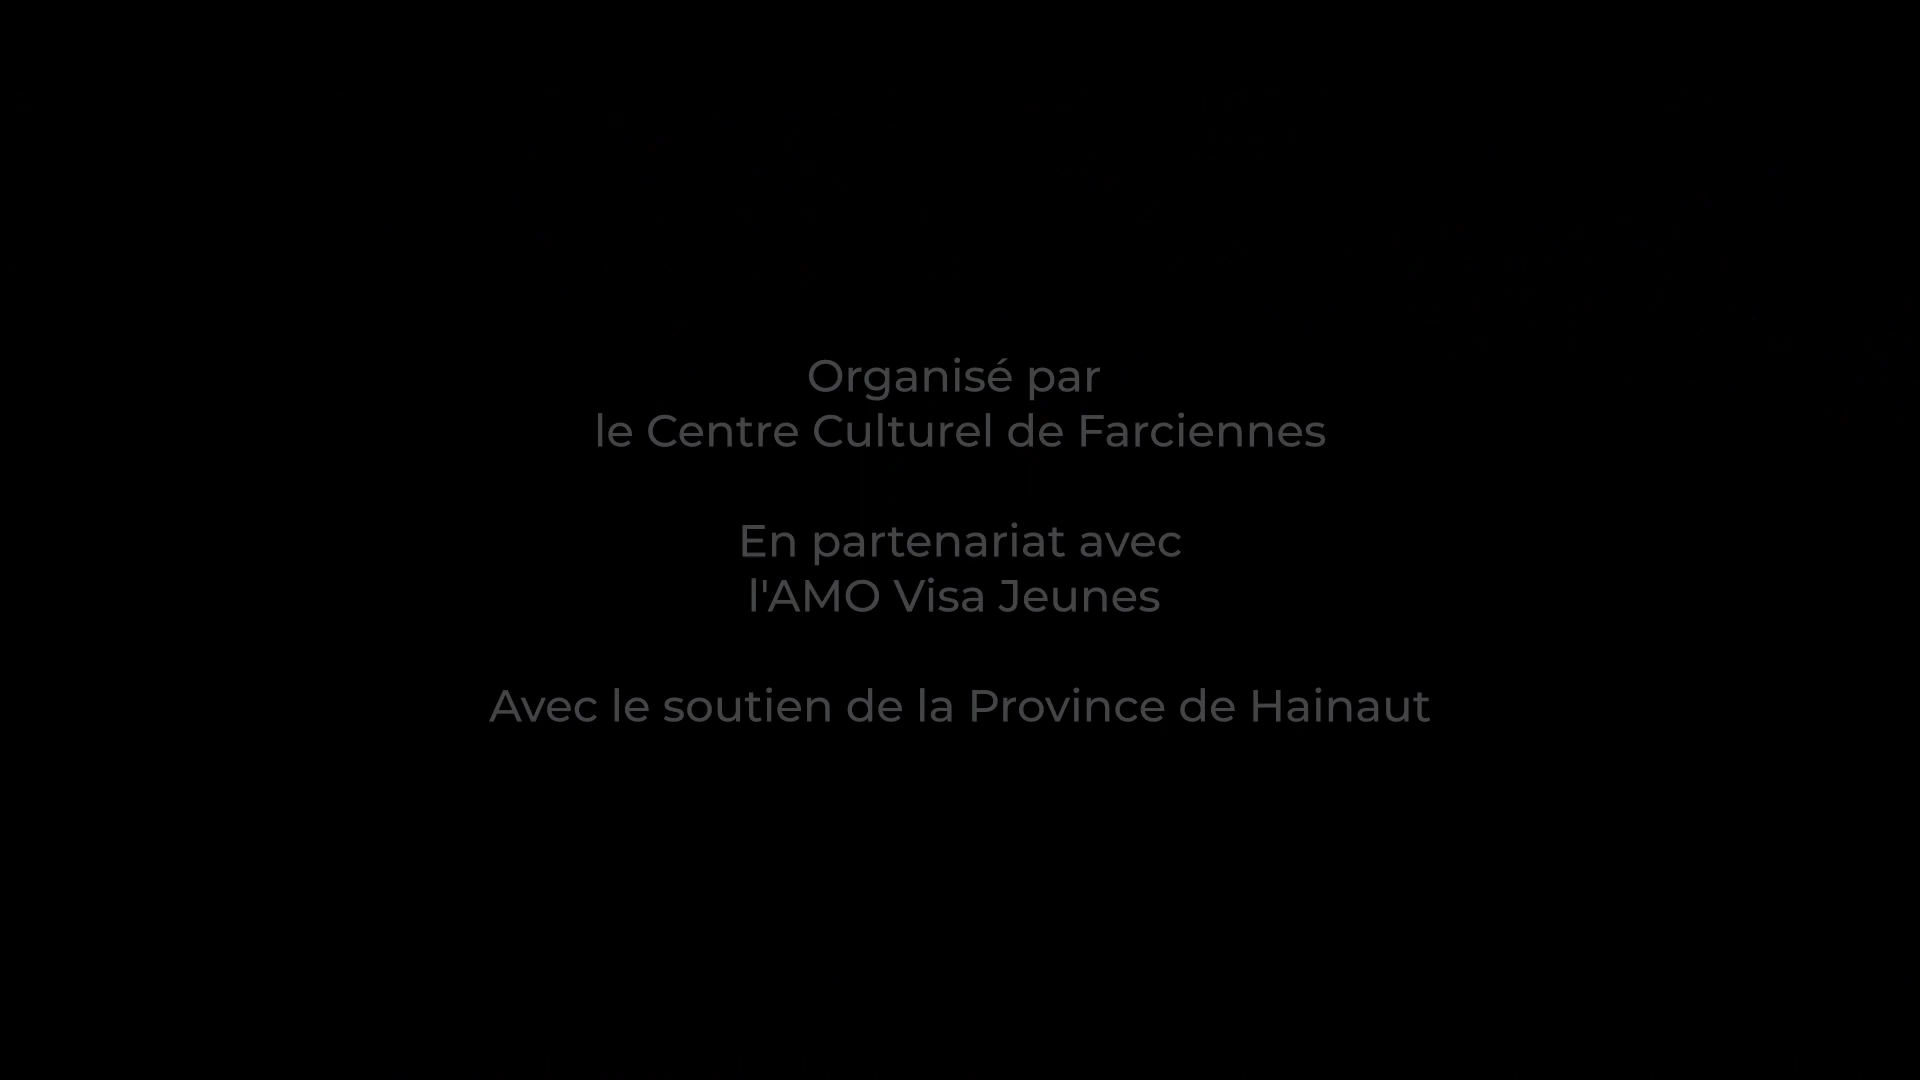 Organisé par
le Centre Culturel de Farciennes
En partenariat avec
l'AMO Visa Jeunes
Avec le soutien de la Province de Hainaut